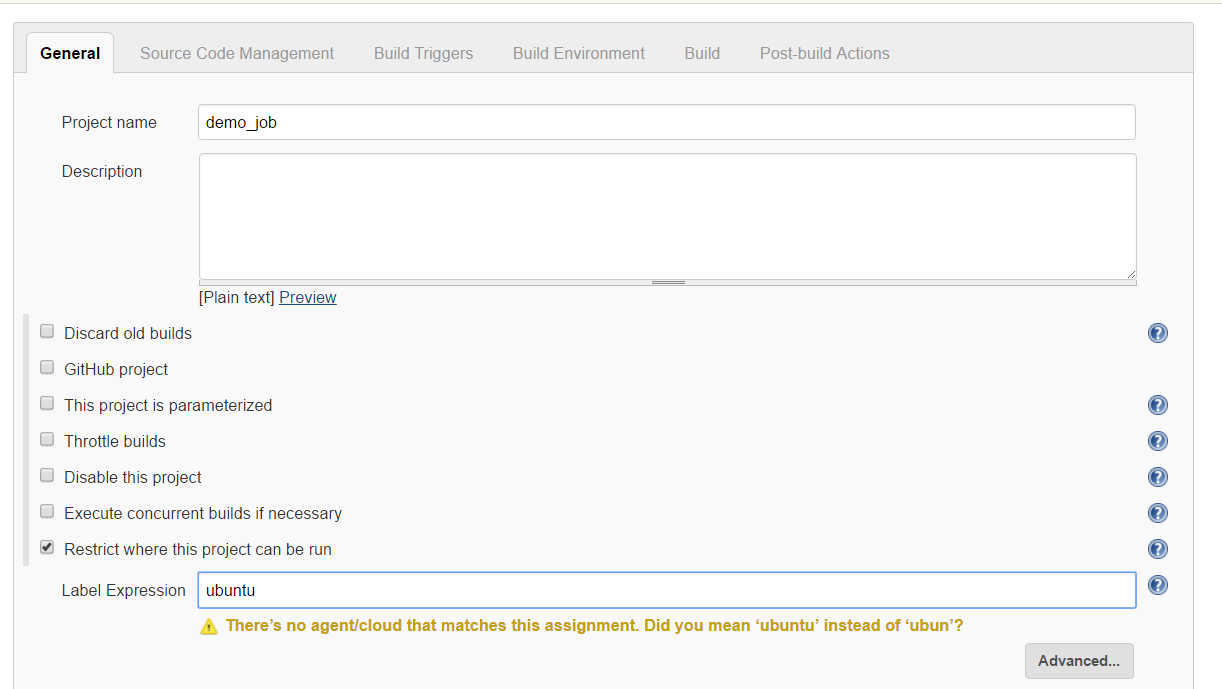 General Source Code Management Build Triggers Build Environment Build Post-build Actions
Project name demo_job
Description
[Plain text] Preview
Discard old builds
GitHub project
This project is parameterized
Throttle builds
Disable this project
Execute concurrent builds if necessary
Restrict where this project can be run
Label Expression ubuntu
There’s no agent/cloud that matches this assignment. Did you mean ‘ubuntu’ instead of ‘ubun’?
Advanced...